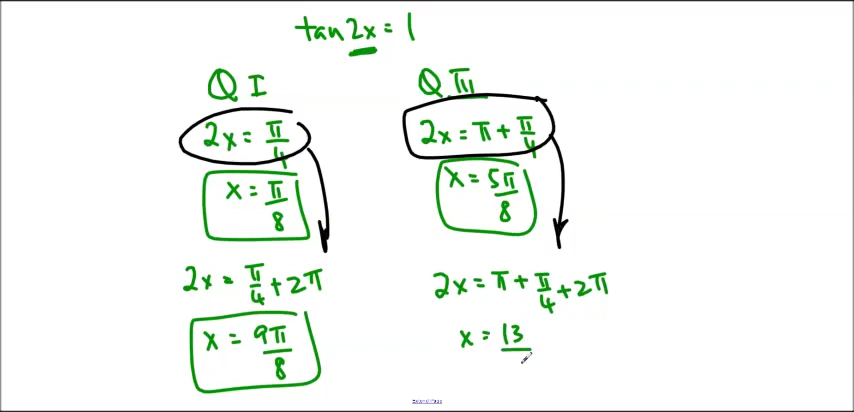 tan 2x = 1
Q I
2x = π/4
x = π/8
2x = π/4 + 2π
x = 9π/8
Q III
2x = π + π/4
x = 5π/8
2x = π + π/4 + 2π
x = 13